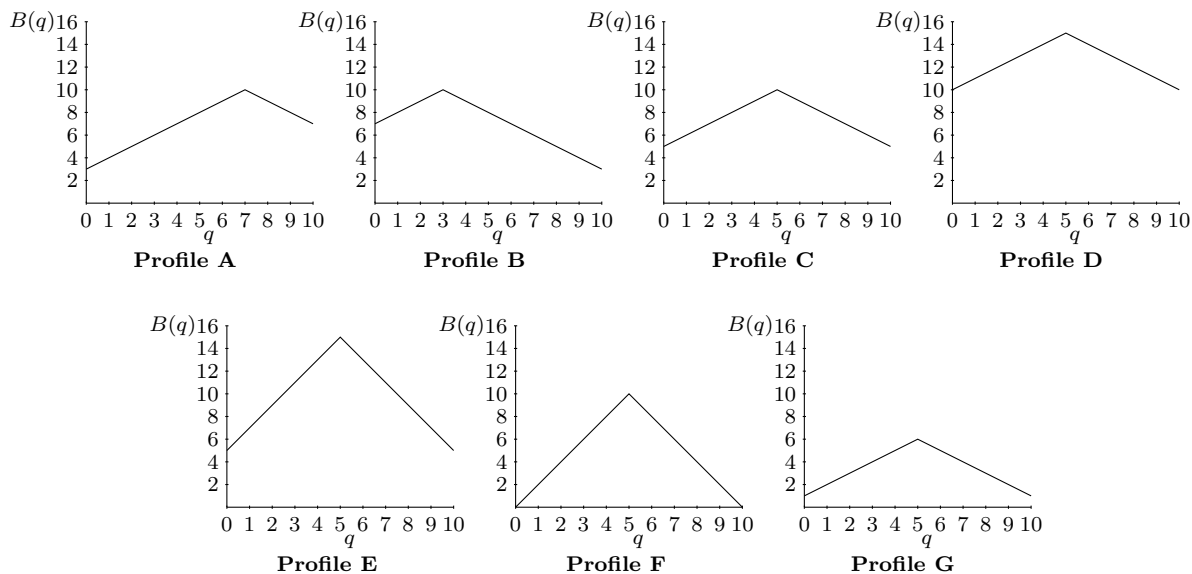 B(q) 16 B(q) 16 B(q) 16 B(q) 16
14 14 14 14
12 12 12 12
10 10 10 10
8 8 8 8
6 6 6 6
4 4 4 4
2 2 2 2
0 1 2 3 4 5 6 7 8 9 10 0 1 2 3 4 5 6 7 8 9 10 0 1 2 3 4 5 6 7 8 9 10 0 1 2 3 4 5 6 7 8 9 10
q q q q
Profile A Profile B Profile C Profile D
B(q) 16 B(q) 16 B(q) 16
14 14 14
12 12 12
10 10 10
8 8 8
6 6 6
4 4 4
2 2 2
0 1 2 3 4 5 6 7 8 9 10 0 1 2 3 4 5 6 7 8 9 10 0 1 2 3 4 5 6 7 8 9 10
q q q
Profile E Profile F Profile G